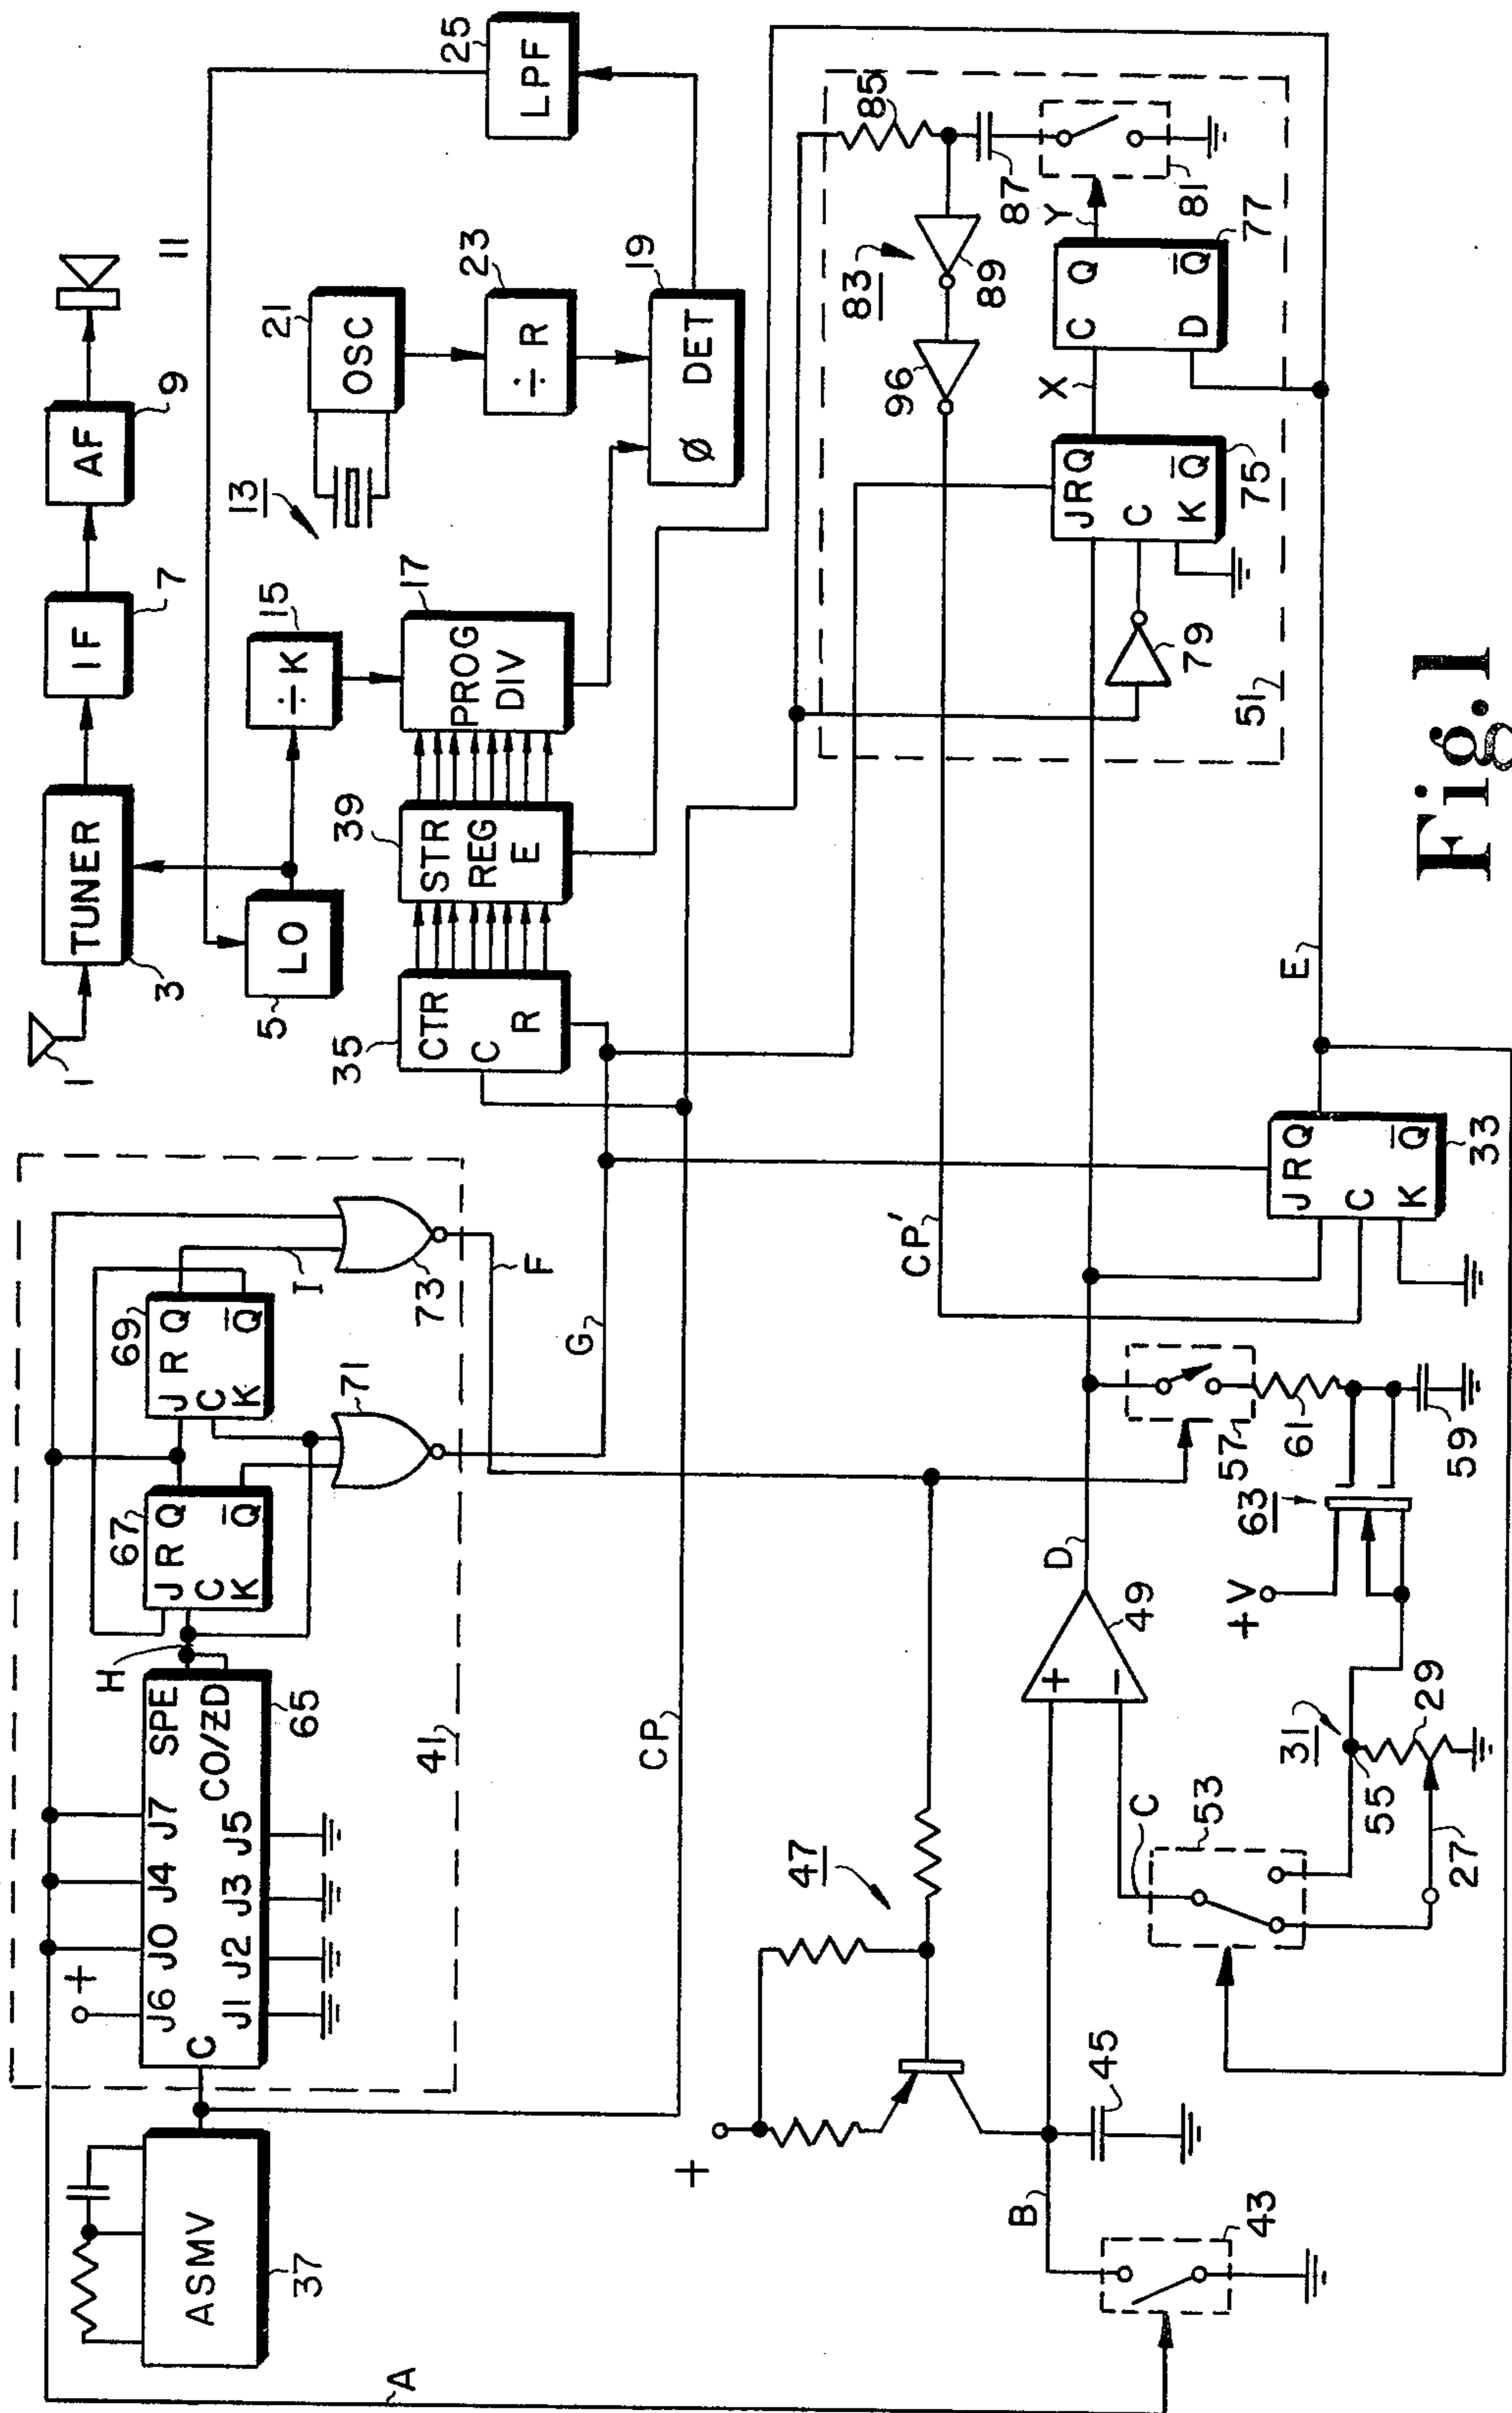 1
TUNER
3
IF
7
AF
9
11
LO
5
÷K
15
13
OSC
21
÷ R
23
Ø DET
19
LPF
25
CTR
C
R
35
STR
REG
E
39
PROG
DIV
17
ASMV
37
A
C
J6 J0 J4 J7 SPE
CO/ZD
J1 J2 J3 J5
+
65
H
67
J R Q
C
K Q̅
69
J R Q
C
K Q̅
I
71
73
41
F
G
CP
+
47
B
45
43
D
+
−
49
C
53
31
55
29
27
+V
63
57
61
59
CP'
J R Q
C
K Q̅
33
E
51
83
85
87
89
96
81
79
J R Q
C
K Q̅
75
X
C Q
D Q̅
77
Y
Fig.1